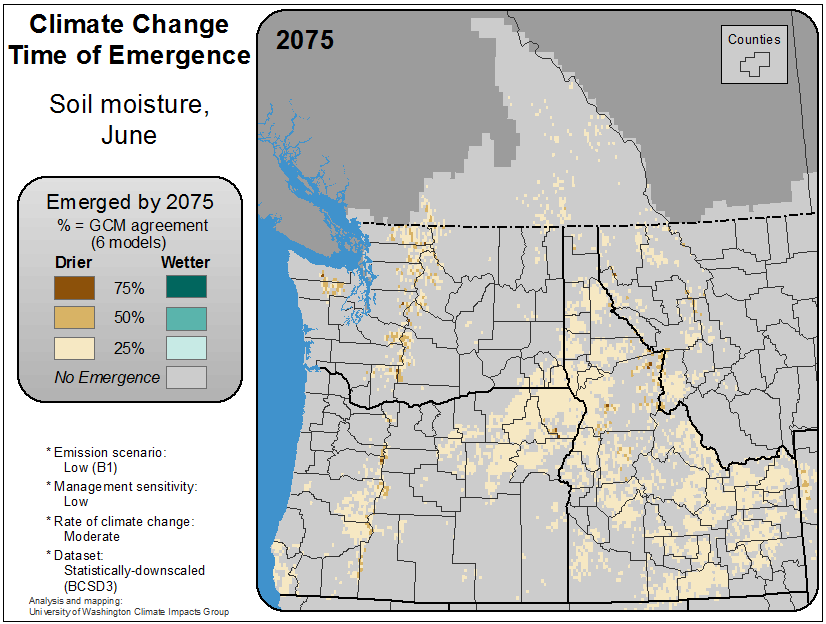 Climate Change
Time of Emergence
Soil moisture,
June
Emerged by 2075
% = GCM agreement
(6 models)
Drier Wetter
75%
50%
25%
No Emergence
* Emission scenario:
Low (B1)
* Management sensitivity:
Low
* Rate of climate change:
Moderate
* Dataset:
Statistically-downscaled
(BCSD3)
Analysis and mapping:
University of Washington Climate Impacts Group
2075
Counties